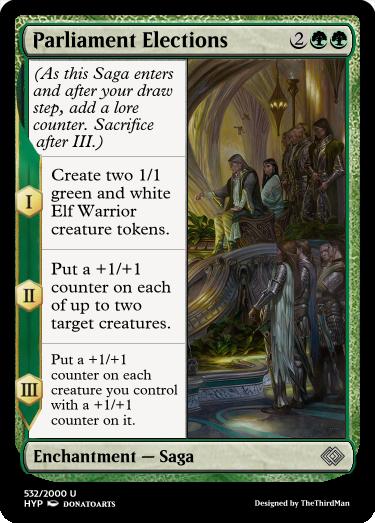 Parliament Elections 2
(As this Saga enters
and after your draw
step, add a lore
counter. Sacrifice
after III.)
I
Create two 1/1
green and white
Elf Warrior
creature tokens.
II
Put a +1/+1
counter on each
of up to two
target creatures.
III
Put a +1/+1
counter on each
creature you control
with a +1/+1
counter on it.
Enchantment — Saga
532/2000 U
HYP DONATOARTS
Designed by TheThirdMan